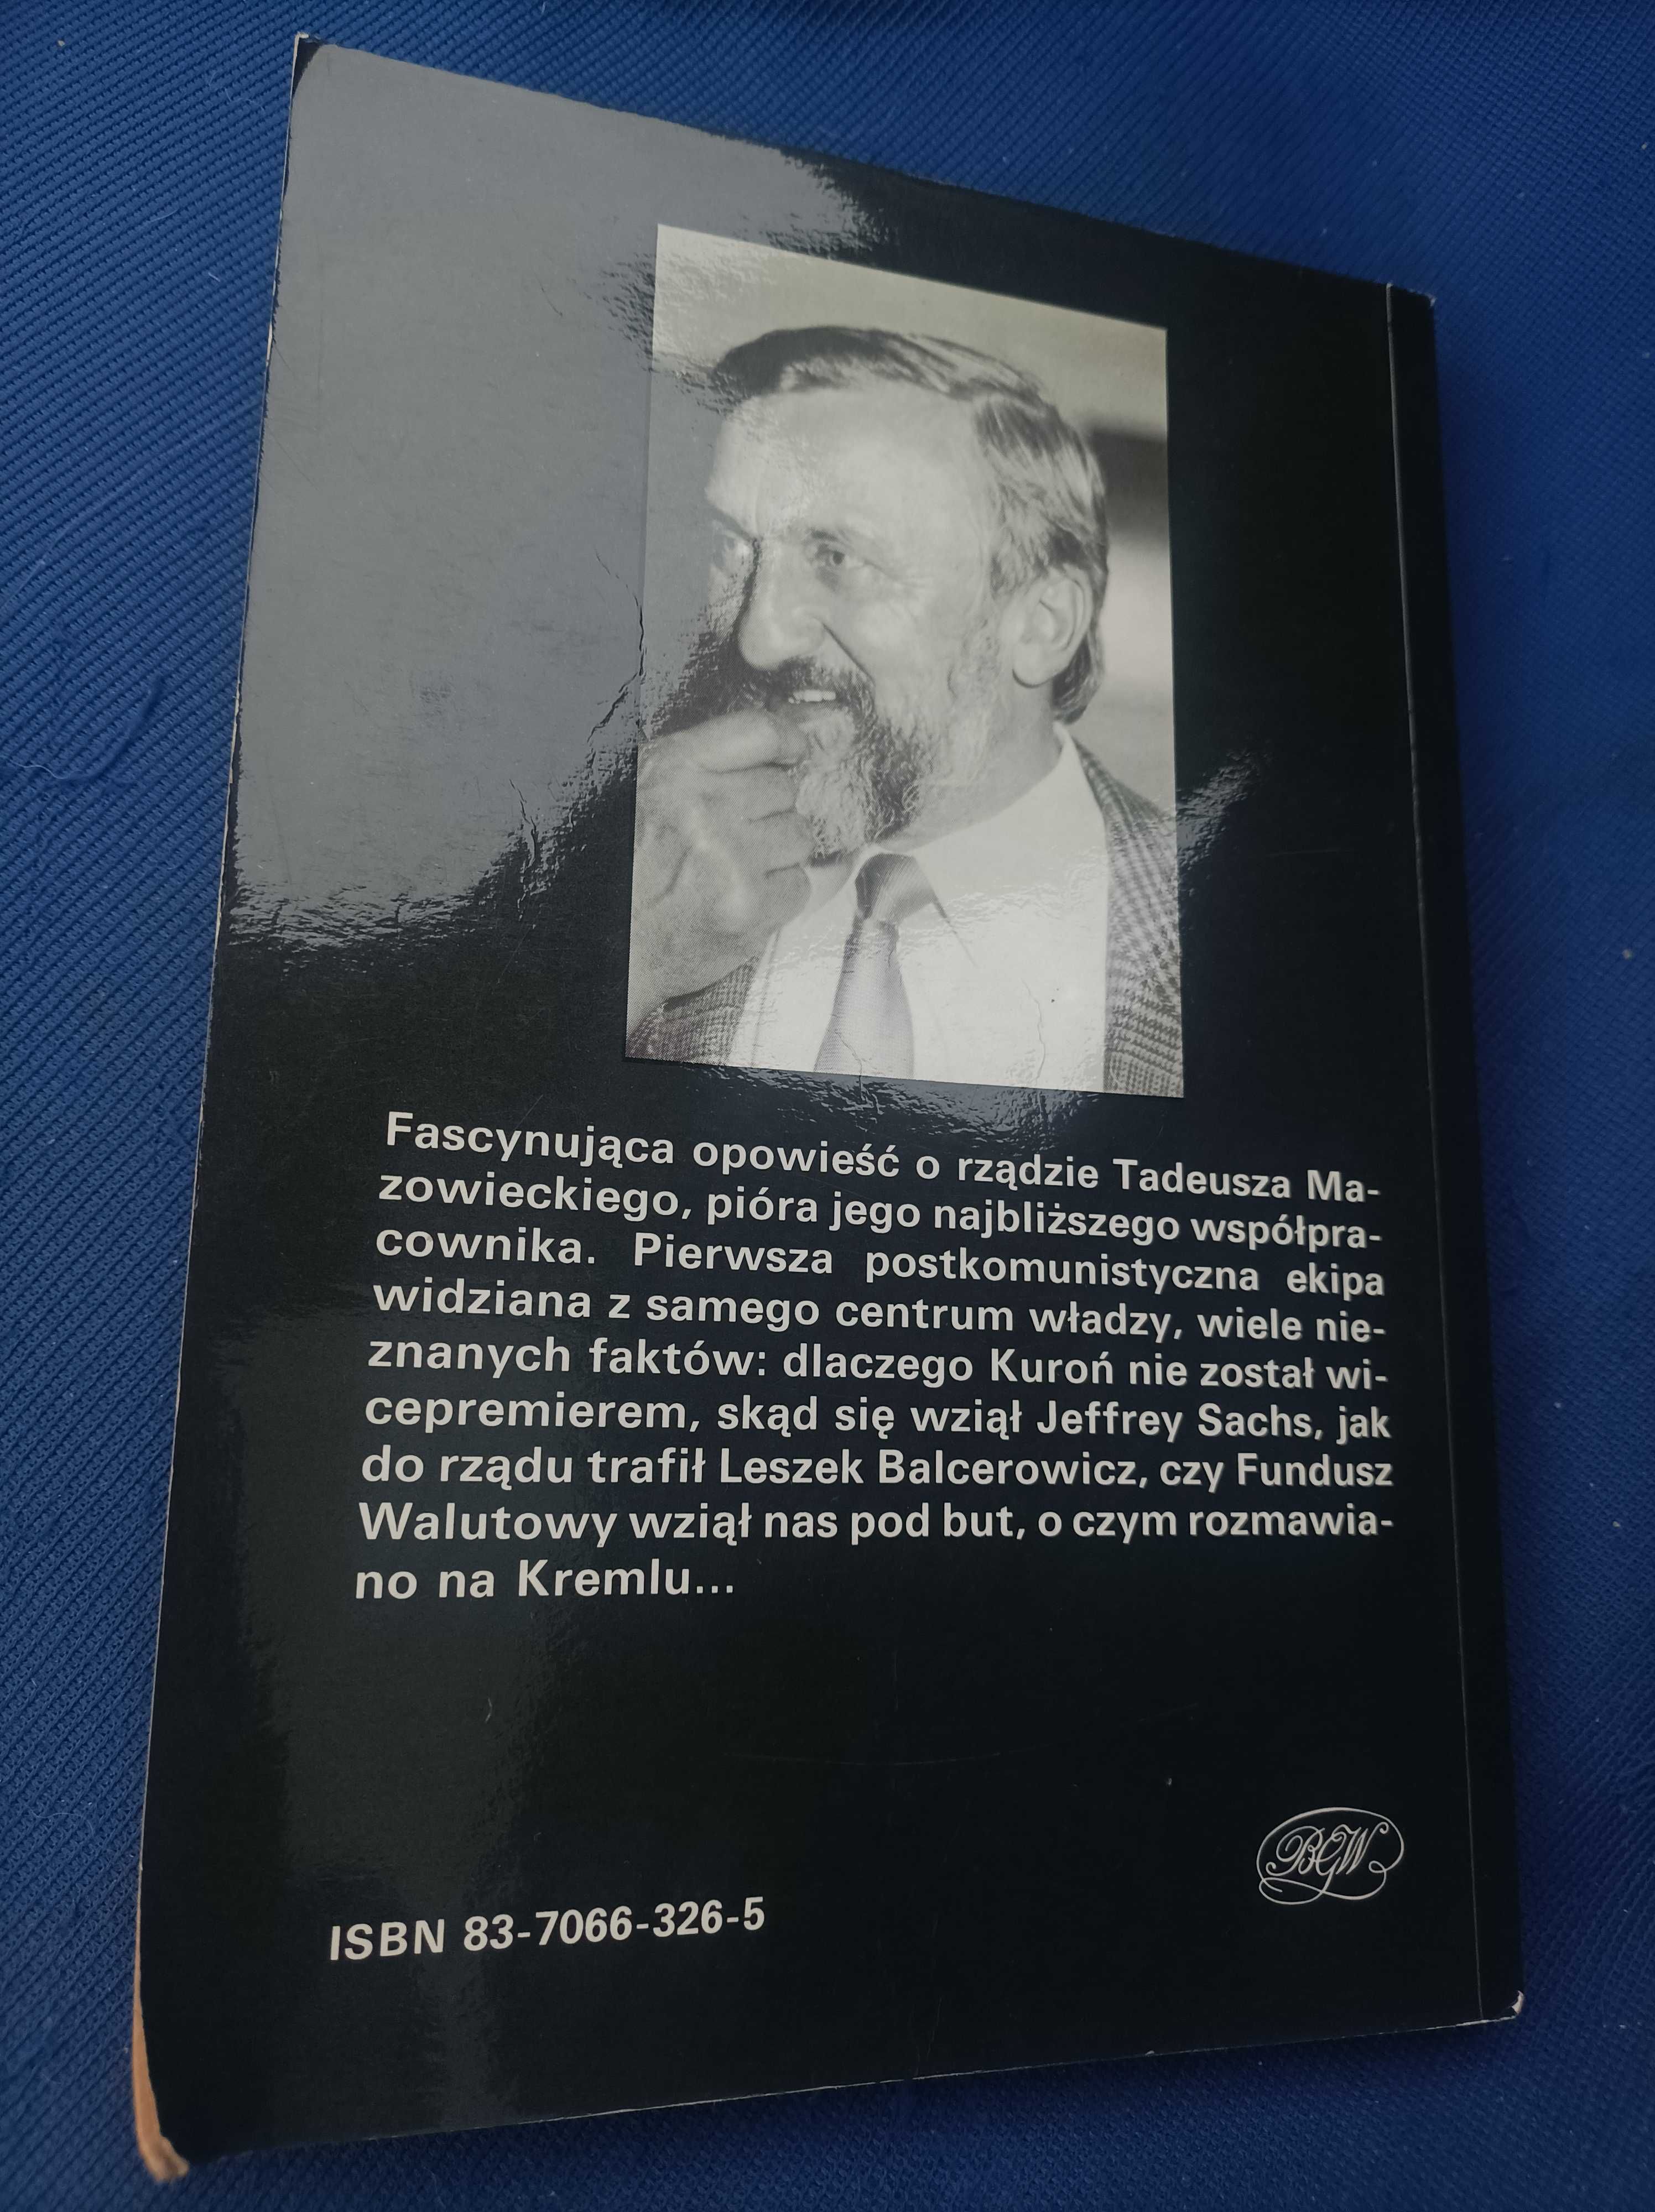 Fascynująca opowieść o rządzie Tadeusza Ma-
zowieckiego, pióra jego najbliższego współpra-
cownika. Pierwsza postkomunistyczna ekipa
widziana z samego centrum władzy, wiele nie-
znanych faktów: dlaczego Kuroń nie został wi-
cepremierem, skąd się wziął Jeffrey Sachs, jak
do rządu trafił Leszek Balcerowicz, czy Fundusz
Walutowy wziął nas pod but, o czym rozmawia-
no na Kremlu...
BGW
ISBN 83-7066-326-5